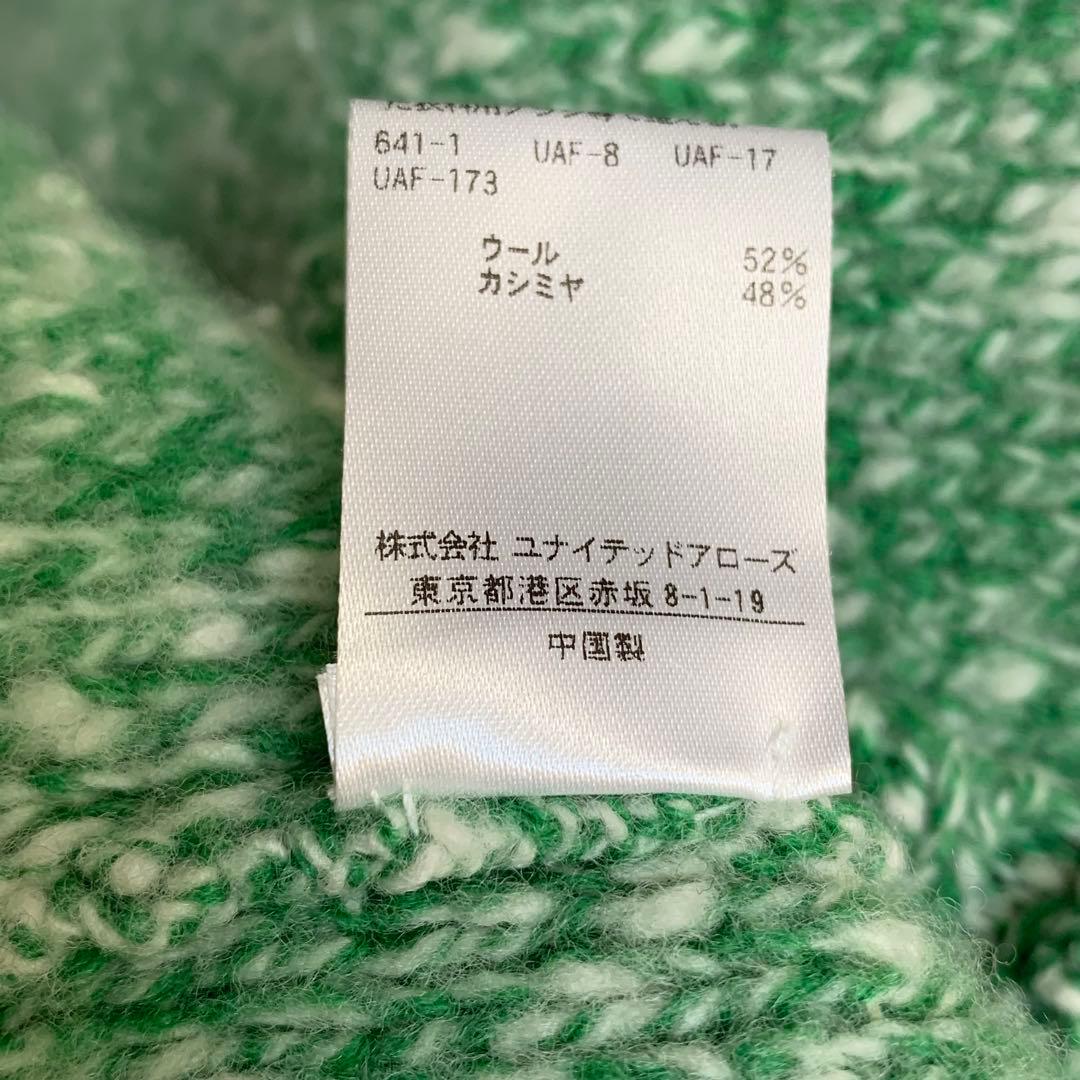 641-1 UAF-8 UAF-17
UAF-173
ウール 52%
カシミヤ 48%
株式会社 ユナイテッドアローズ
東京都港区赤坂 8-1-19
中国製